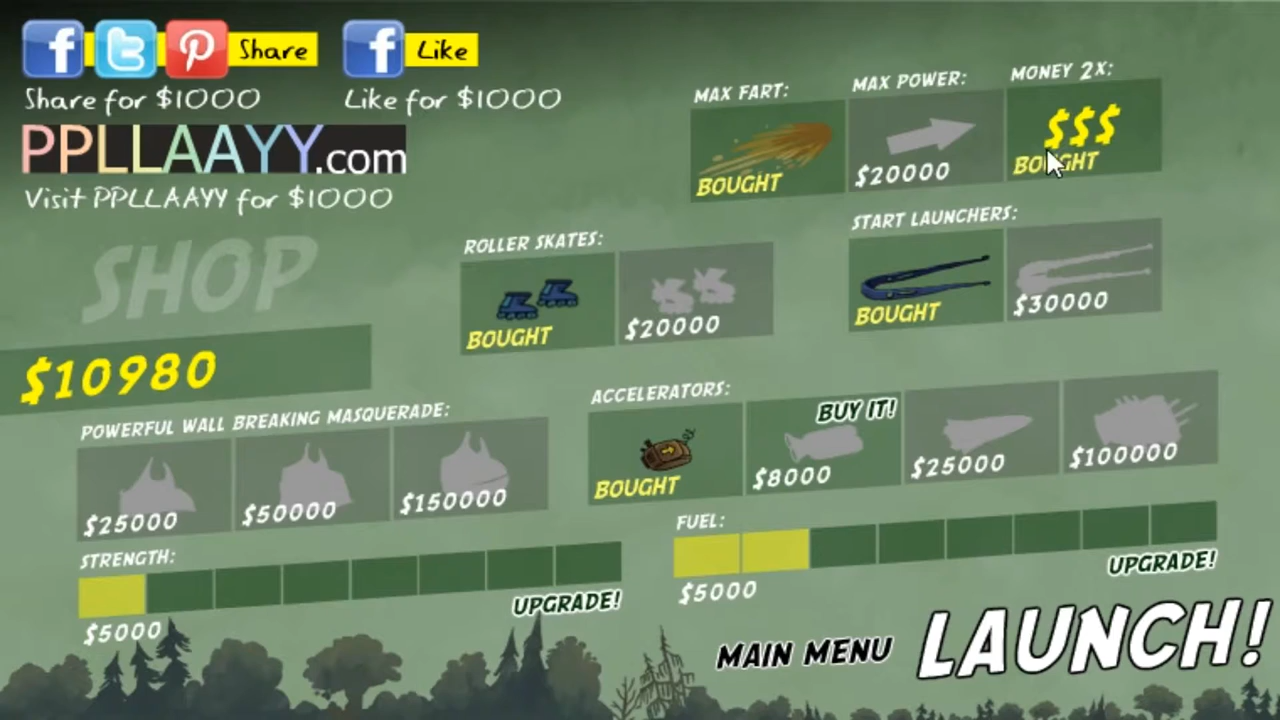 Share
Like
Share for $1000
Like for $1000
PPLLAAYY.com
Visit PPLLAAYY for $1000
MAX FART:
MAX POWER:
MONEY 2X:
$$$
BOUGHT
$20000
BOUGHT
SHOP
ROLLER SKATES:
START LAUNCHERS:
BOUGHT
$20000
BOUGHT
$30000
$10980
POWERFUL WALL BREAKING MASQUERADE:
ACCELERATORS:
BUY IT!
$25000
$50000
$150000
BOUGHT
$8000
$25000
$100000
STRENGTH:
FUEL:
UPGRADE!
UPGRADE!
$5000
$5000
MAIN MENU
LAUNCH!